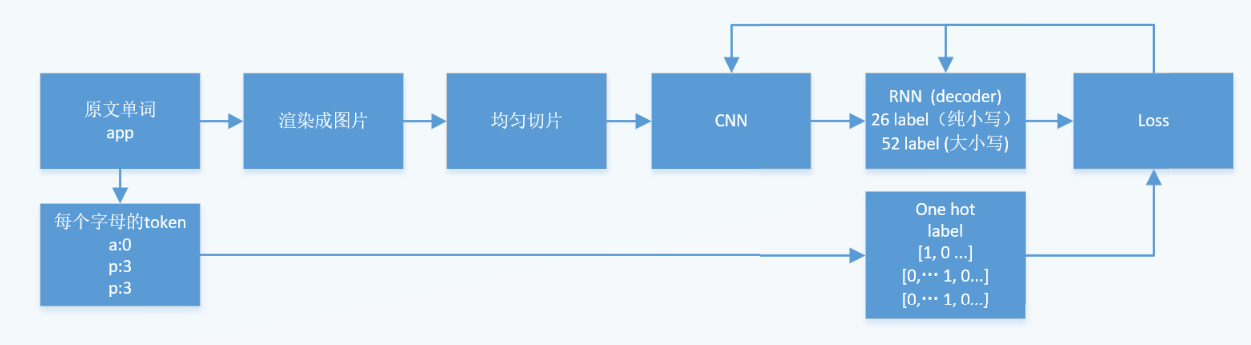 原文单词
app
渲染成图片
均匀切片
CNN
RNN (decoder)
26 label（纯小写）
52 label (大小写)
Loss
每个字母的token
a:0
p:3
p:3
One hot
label
[1, 0 ...]
[0,… 1, 0...]
[0,… 1, 0...]